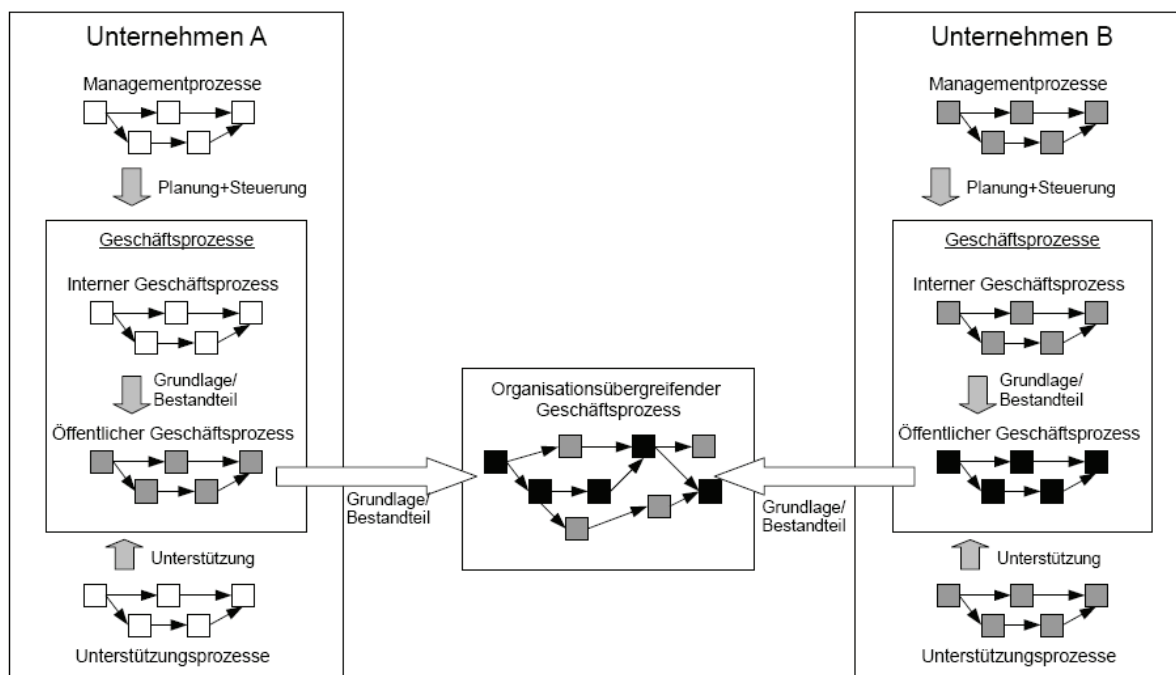 Unternehmen A
Managementprozesse
Planung+Steuerung
Geschäftsprozesse
Interner Geschäftsprozess
Grundlage/
Bestandteil
Öffentlicher Geschäftsprozess
Unterstützung
Unterstützungsprozesse
Grundlage/
Bestandteil
Organisationsübergreifender
Geschäftsprozess
Grundlage/
Bestandteil
Unternehmen B
Managementprozesse
Planung+Steuerung
Geschäftsprozesse
Interner Geschäftsprozess
Grundlage/
Bestandteil
Öffentlicher Geschäftsprozess
Unterstützung
Unterstützungsprozesse